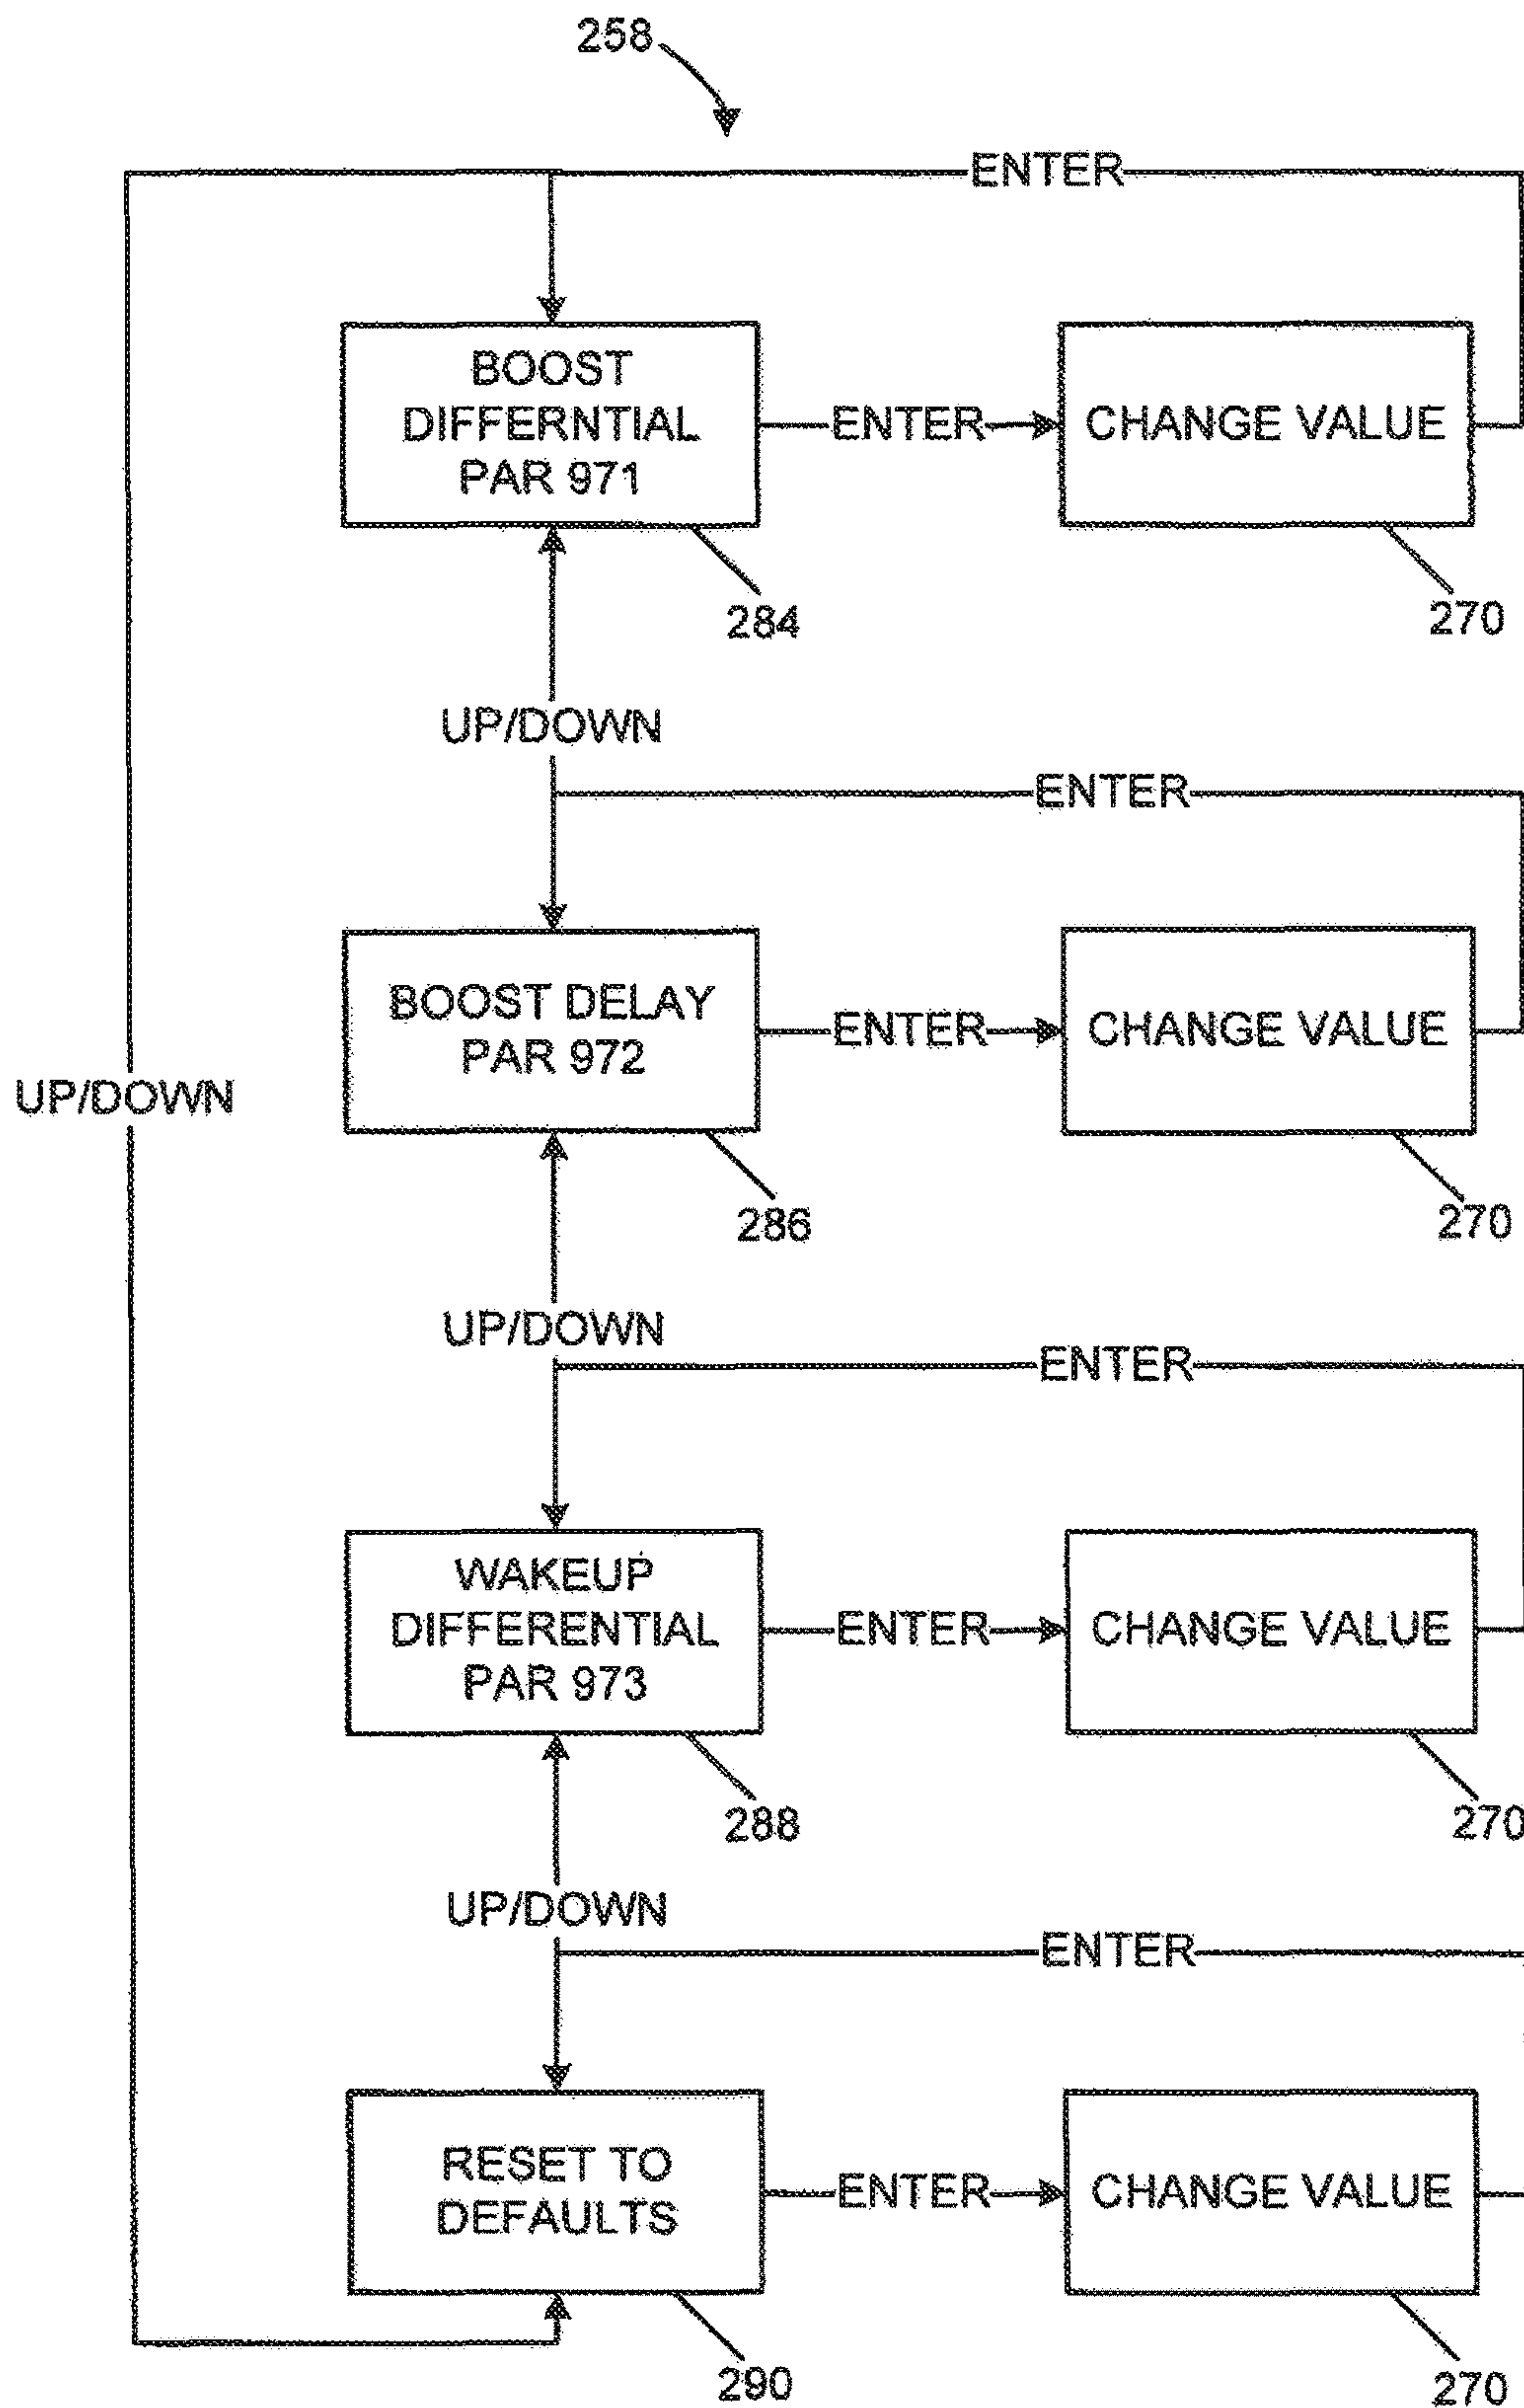 258
ENTER
BOOST
DIFFERNTIAL
PAR 971
ENTER
CHANGE VALUE
284
270
UP/DOWN
ENTER
BOOST DELAY
PAR 972
ENTER
CHANGE VALUE
UP/DOWN
286
270
UP/DOWN
ENTER
WAKEUP
DIFFERENTIAL
PAR 973
ENTER
CHANGE VALUE
288
270
UP/DOWN
ENTER
RESET TO
DEFAULTS
ENTER
CHANGE VALUE
290
270